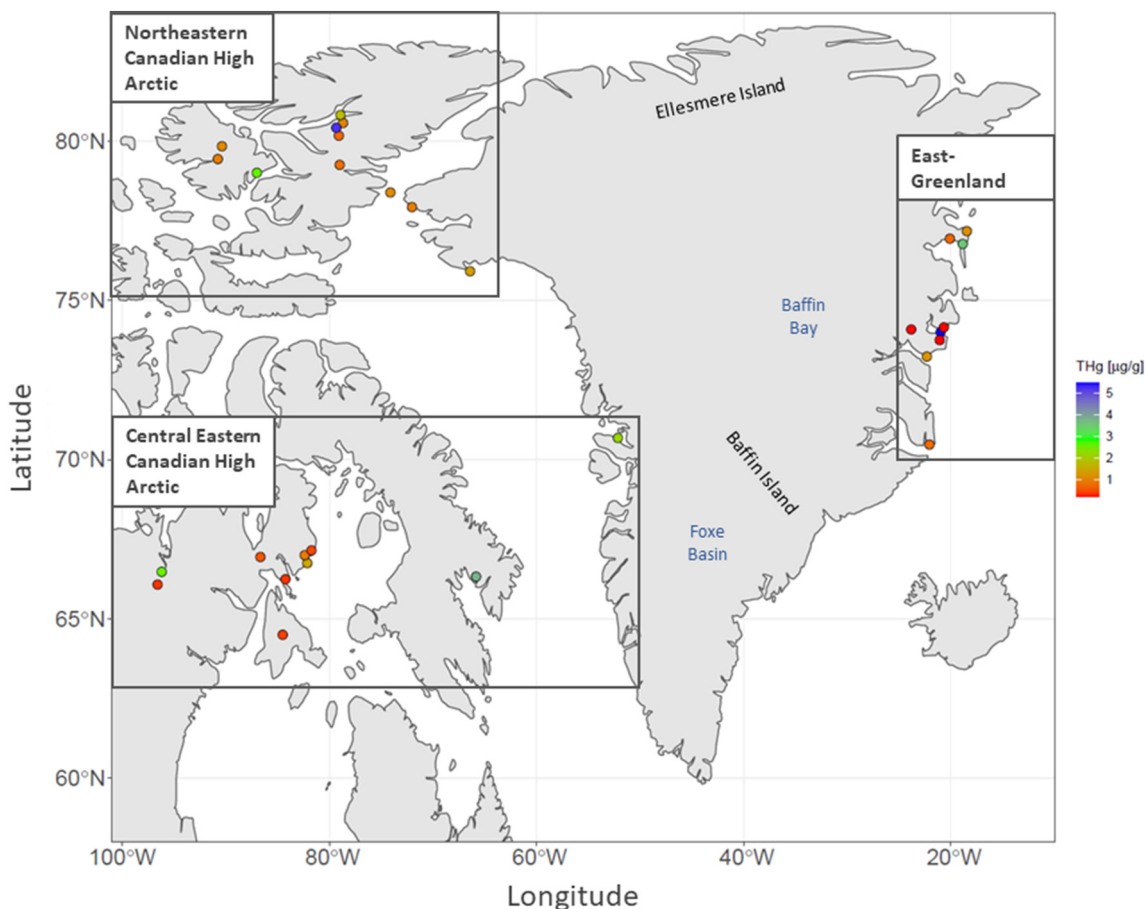 Northeastern
Canadian High
Arctic
Ellesmere Island
East-
Greenland
Baffin
Bay
Central Eastern
Canadian High
Arctic
Baffin Island
Foxe
Basin
80°N
75°N
70°N
65°N
60°N
Latitude
100°W
80°W
60°W
40°W
20°W
Longitude
THg [µg/g]
5
4
3
2
1